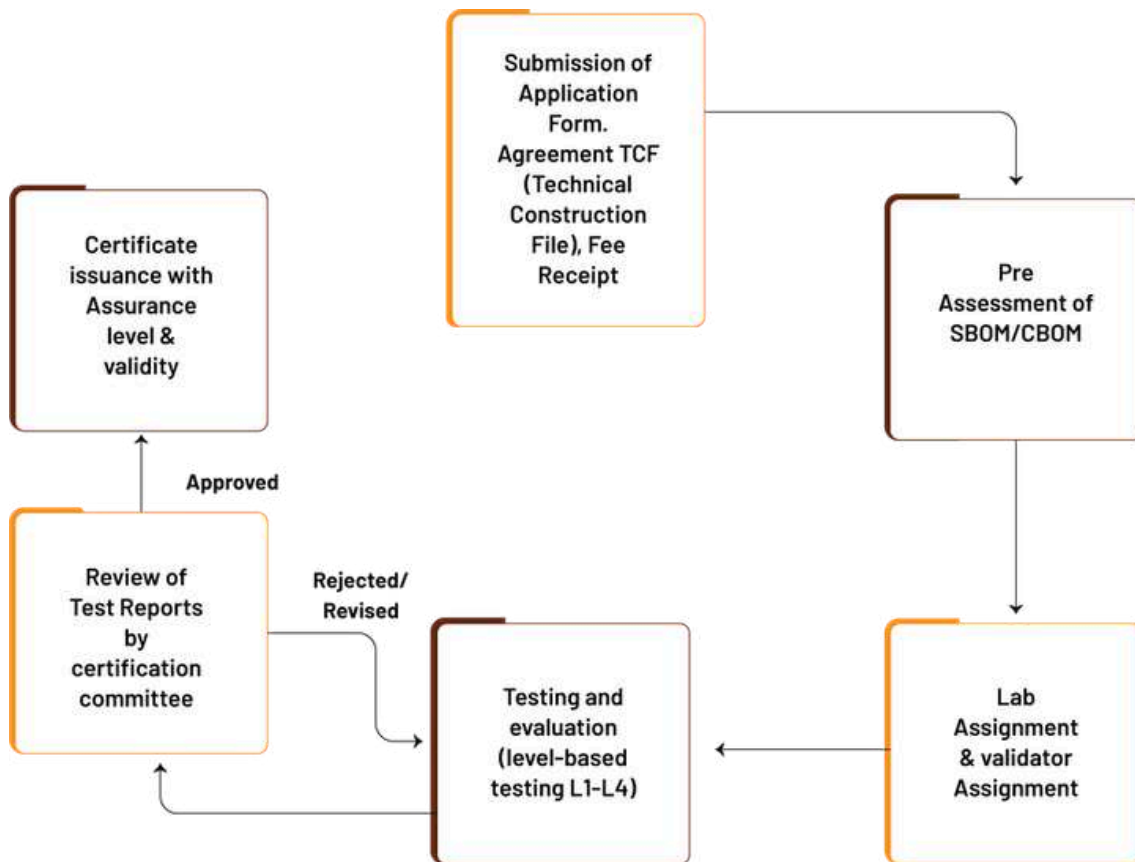 Submission of
Application
Form.
Agreement TCF
(Technical
Construction
File), Fee
Receipt
Pre
Assessment of
SBOM/CBOM
Lab
Assignment
& validator
Assignment
Testing and
evaluation
(level-based
testing L1-L4)
Review of
Test Reports
by
certification
committee
Rejected/
Revised
Approved
Certificate
issuance with
Assurance
level &
validity